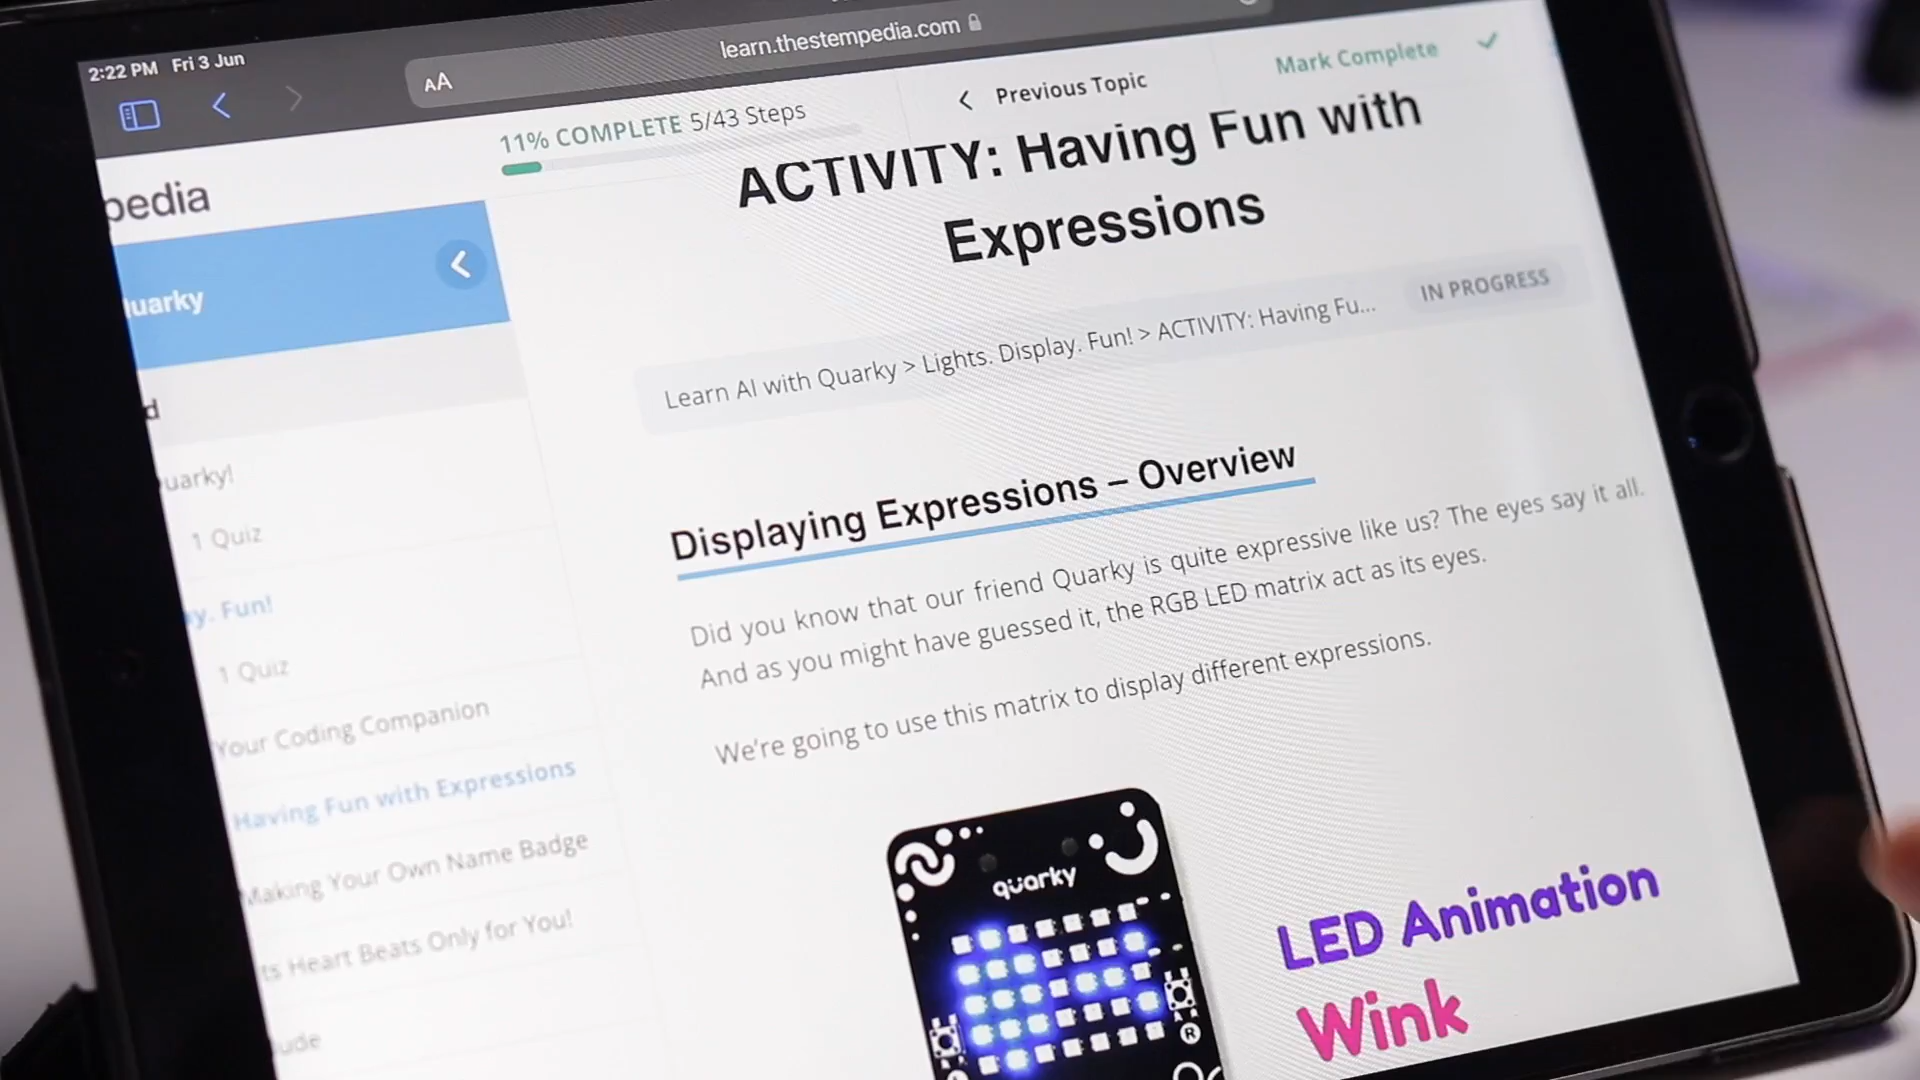 2:22 PM Fri 3 Jun
AA
learn.thestempedia.com
11% COMPLETE 5/43 Steps
Previous Topic
Mark Complete
pedia
uarky
d
uarky!
1 Quiz
y. Fun!
1 Quiz
Your Coding Companion
Having Fun with Expressions
Making Your Own Name Badge
ts Heart Beats Only for You!
ude
ACTIVITY: Having Fun with
Expressions
Learn AI with Quarky > Lights. Display. Fun! > ACTIVITY: Having Fu...
IN PROGRESS
Displaying Expressions – Overview
Did you know that our friend Quarky is quite expressive like us? The eyes say it all.
And as you might have guessed it, the RGB LED matrix act as its eyes.
We're going to use this matrix to display different expressions.
quarky
R
LED Animation
Wink